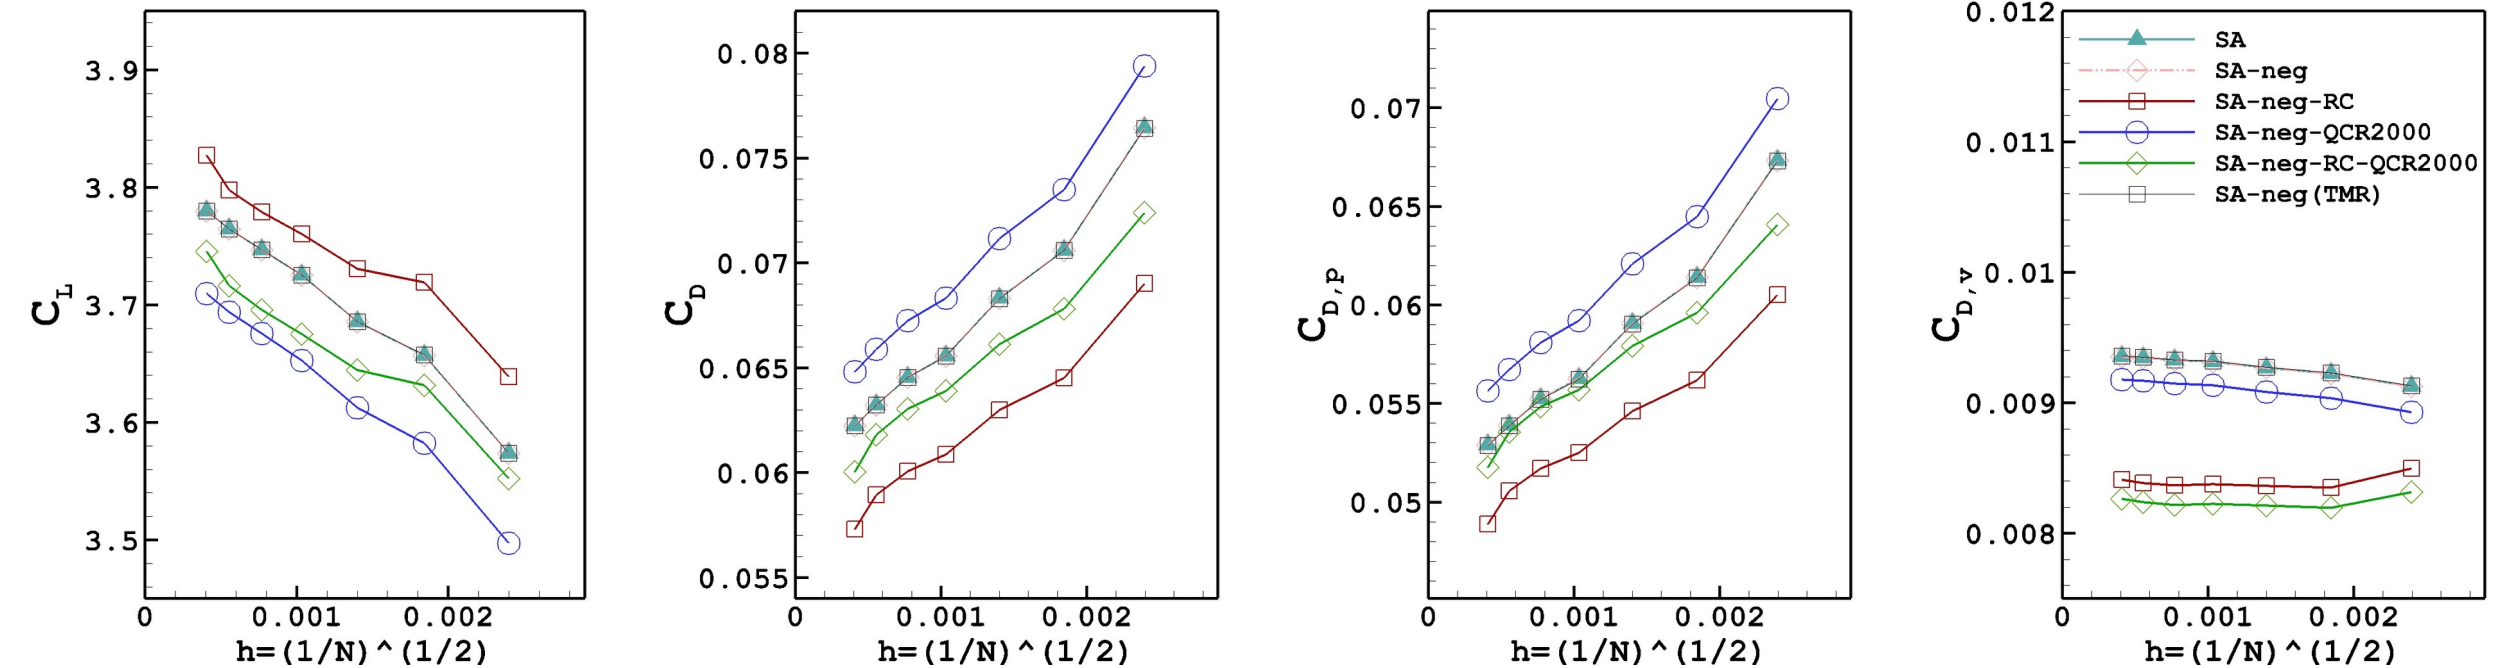 3.9
3.8
3.7
3.6
3.5
C_L
0 0.001 0.002
h=(1/N)^(1/2)
0.08
0.075
0.07
0.065
0.06
0.055
C_D
0 0.001 0.002
h=(1/N)^(1/2)
0.07
0.065
0.06
0.055
0.05
C_D,p
0 0.001 0.002
h=(1/N)^(1/2)
0.012
0.011
0.01
0.009
0.008
C_D,v
SA
SA-neg
SA-neg-RC
SA-neg-QCR2000
SA-neg-RC-QCR2000
SA-neg(TMR)
0 0.001 0.002
h=(1/N)^(1/2)